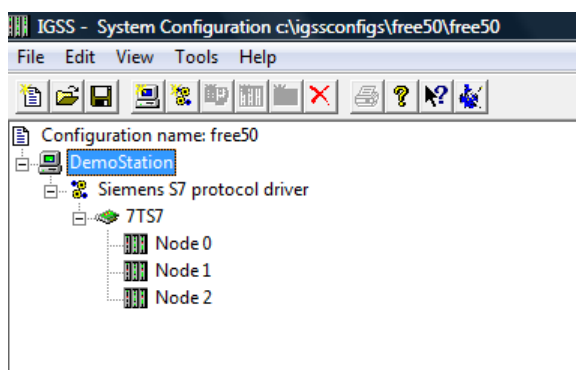 IGSS - System Configuration c:\igssconfigs\free50\free50
File Edit View Tools Help
Configuration name: free50
DemoStation
Siemens S7 protocol driver
7TS7
Node 0
Node 1
Node 2